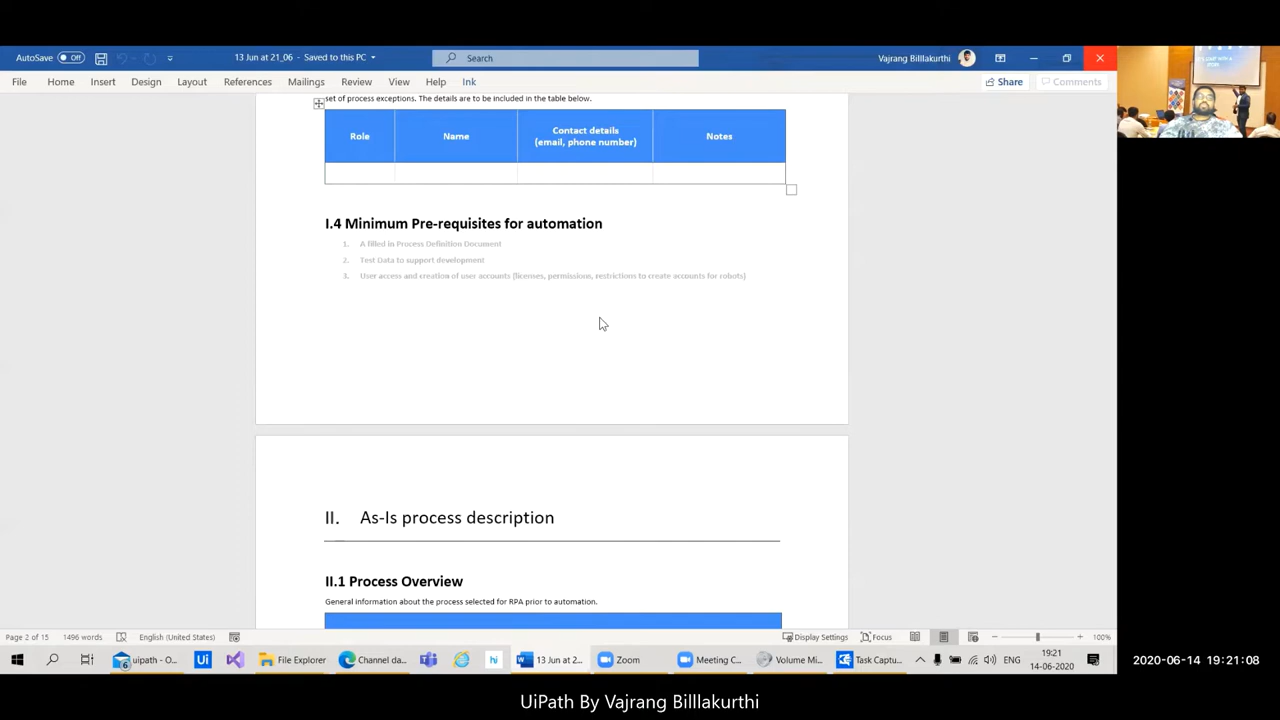 AutoSave Off 13 Jun at 21_06 - Saved to this PC Search Vajrang Billlakurthi
File Home Insert Design Layout References Mailings Review View Help Ink Share Comments
set of process exceptions. The details are to be included in the table below.
Role Name Contact details (email, phone number) Notes
I.4 Minimum Pre-requisites for automation
1. A filled in Process Definition Document
2. Test Data to support development
3. User access and creation of user accounts (licenses, permissions, restrictions to create accounts for robots)
II. As-Is process description
II.1 Process Overview
General information about the process selected for RPA prior to automation.
Page 2 of 15 1496 words English (United States) Display Settings Focus 100%
uipath - O... Ui File Explorer Channel da... hi 13 Jun at 2... Zoom Meeting C... Volume Mi... Task Captu... ENG 19:21
14-06-2020
2020-06-14 19:21:08
UiPath By Vajrang Billlakurthi